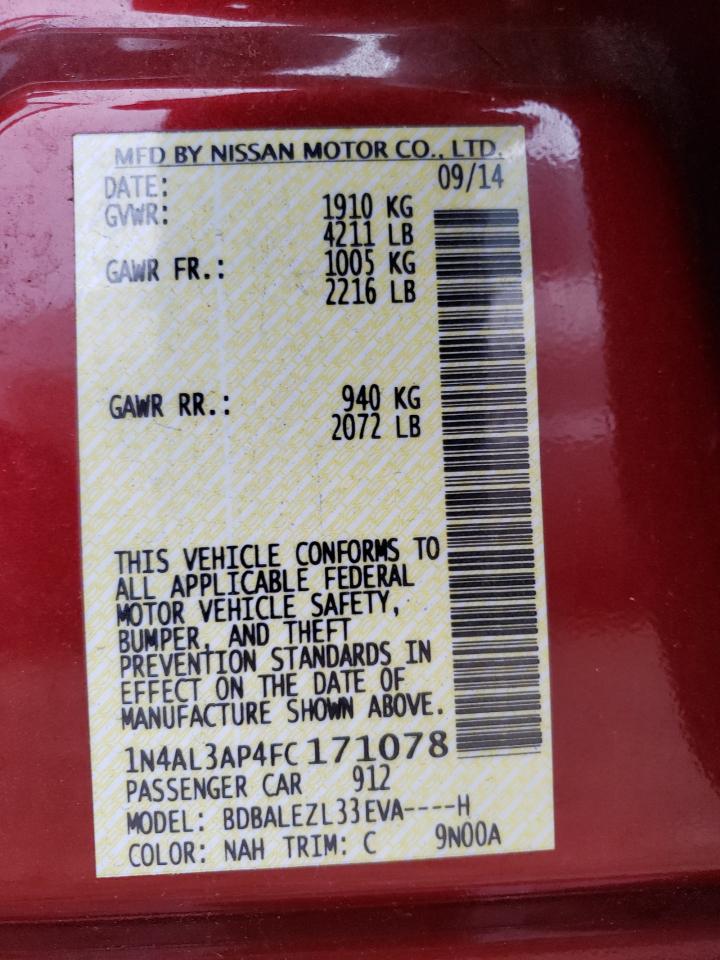 MFD BY NISSAN MOTOR CO., LTD.
DATE: 09/14
GVWR: 1910 KG
4211 LB
GAWR FR.: 1005 KG
2216 LB
GAWR RR.: 940 KG
2072 LB
THIS VEHICLE CONFORMS TO
ALL APPLICABLE FEDERAL
MOTOR VEHICLE SAFETY,
BUMPER, AND THEFT
PREVENTION STANDARDS IN
EFFECT ON THE DATE OF
MANUFACTURE SHOWN ABOVE.
1N4AL3AP4FC 171078
PASSENGER CAR 912
MODEL: BDBALEZL33EVA----H
COLOR: NAH TRIM: C 9N00A